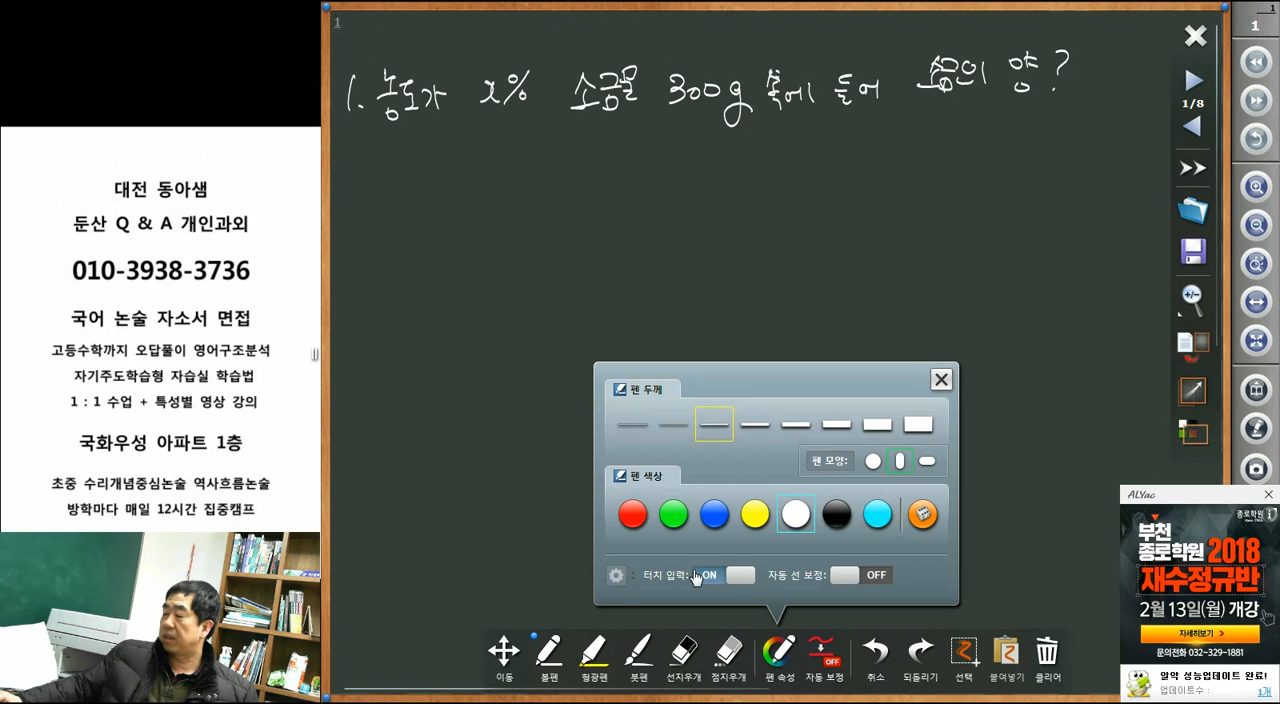 대전 동아샘
둔산 Q & A 개인과외
010-3938-3736
국어 논술 자소서 면접
고등수학까지 오답풀이 영어구조분석
자기주도학습형 자습실 학습법
1 : 1 수업 + 특성별 영상 강의
국화우성 아파트 1층
초중 수리개념중심논술 역사흐름논술
방학마다 매일 12시간 집중캠프
1
1. 농도가 x% 소금물 300g 속에 들어 소금의 양?
펜 두께
펜 모양:
펜 색상
터치 입력: ON 자동 선 보정: OFF
이동 볼펜 형광펜 붓펜 선지우개 점지우개 펜 속성 자동 보정 취소 되돌리기 선택 붙여넣기 클리어
OFF
1/8
1
1
ALYac
종로학원
부천
종로학원 2018
재수정규반
2월 13일(월) 개강
자세히보기 >
문의전화 032-329-1881
알약 성능업데이트 완료!
업데이트수 : 1개